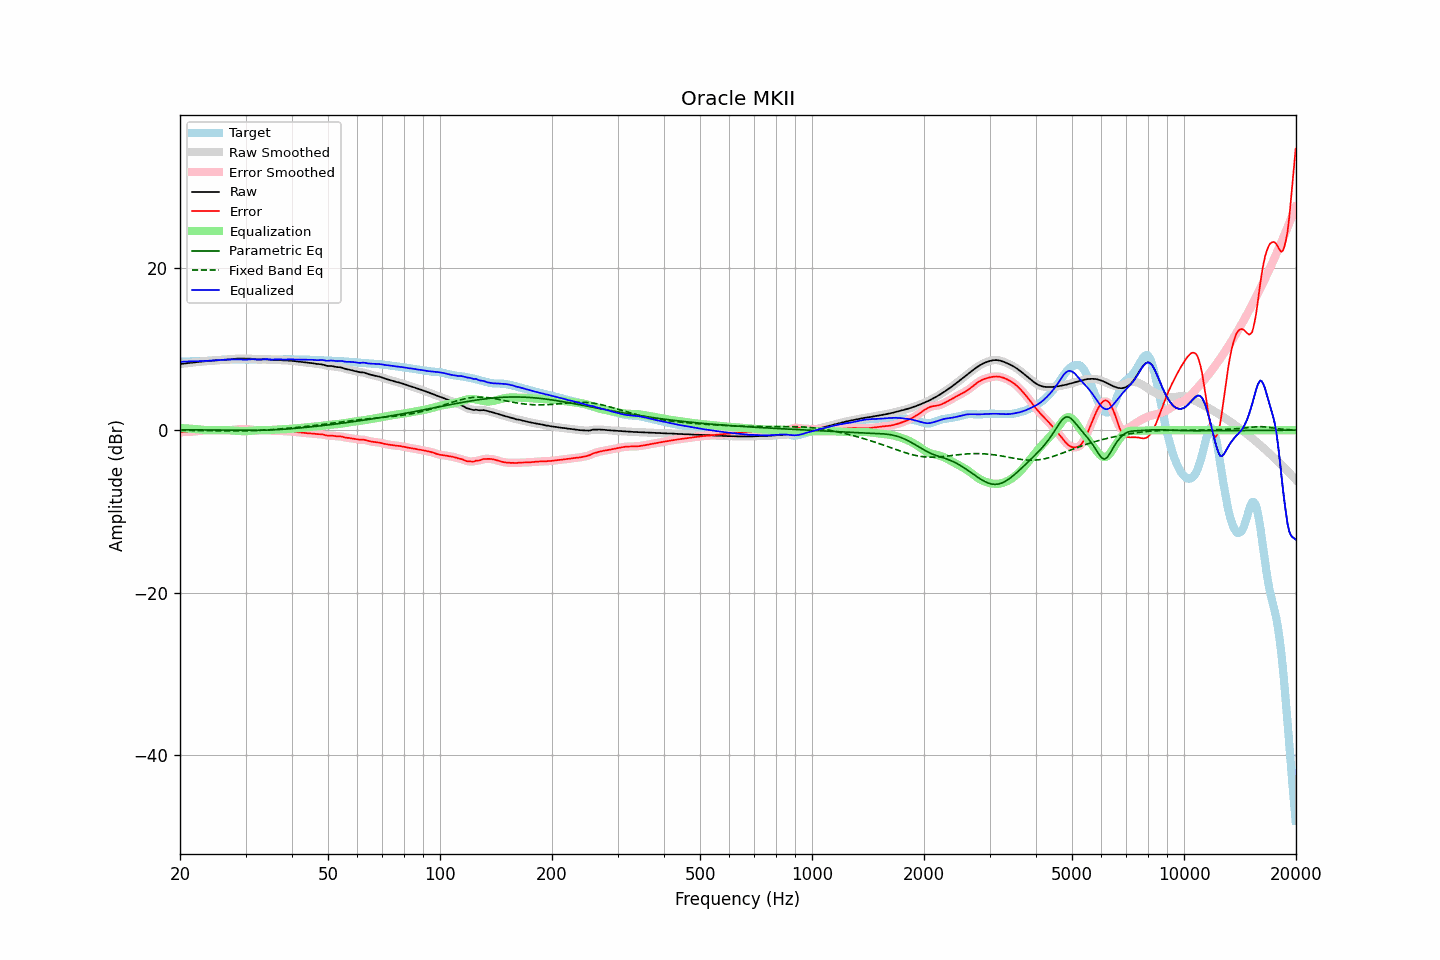 Oracle MKII
Target
Raw Smoothed
Error Smoothed
Raw
Error
Equalization
Parametric Eq
Fixed Band Eq
Equalized
20
0
−20
−40
Amplitude (dBr)
20 50 100 200 500 1000 2000 5000 10000 20000
Frequency (Hz)